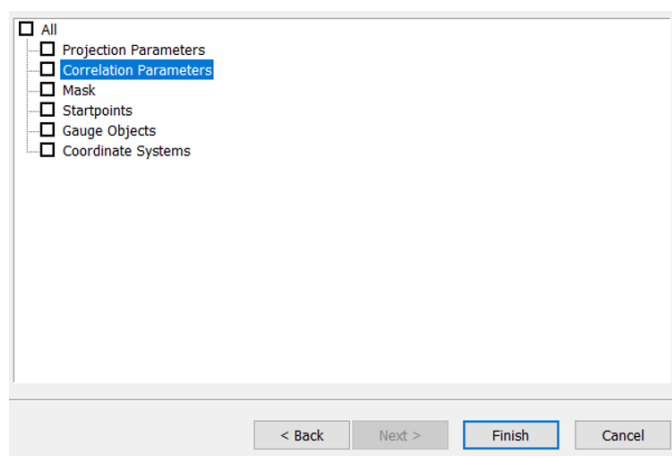 All
Projection Parameters
Correlation Parameters
Mask
Startpoints
Gauge Objects
Coordinate Systems
< Back Next > Finish Cancel